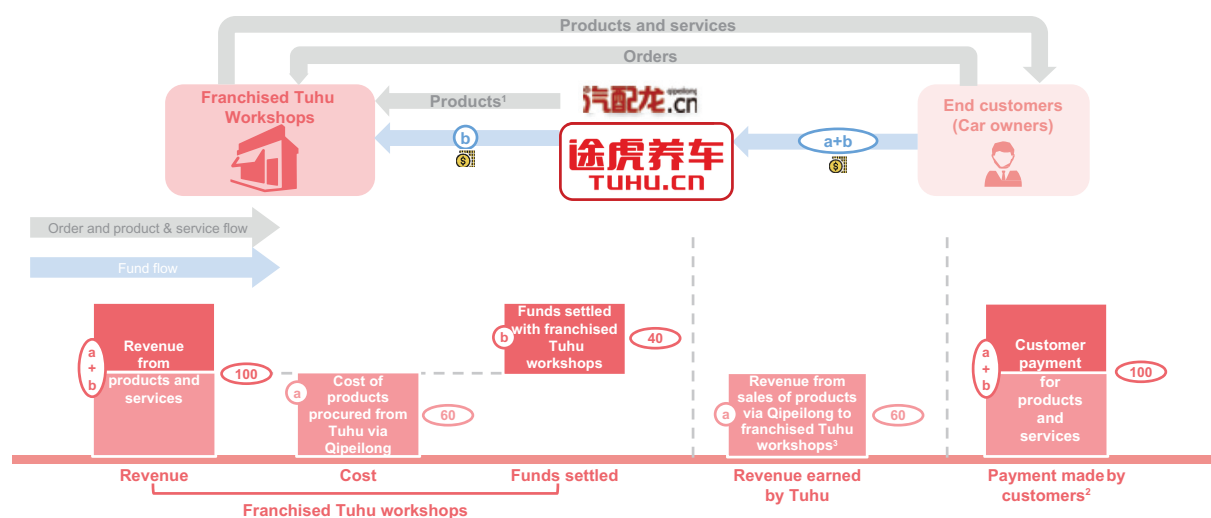 Products and services
Orders
Franchised Tuhu
Workshops
Products¹
qipeilong
汽配龙.cn
End customers
(Car owners)
b
途虎养车
TUHU.CN
a+b
Order and product & service flow
Fund flow
a
+
b
Revenue
from
products and
services
100
a
Cost of
products
procured from
Tuhu via
Qipeilong
60
b
Funds settled
with franchised
Tuhu
workshops
40
a
Revenue from
sales of products
via Qipeilong to
franchised Tuhu
workshops³
60
a
+
b
Customer
payment
for
products
and
services
100
Revenue
Cost
Funds settled
Revenue earned
by Tuhu
Payment made by
customers²
Franchised Tuhu workshops